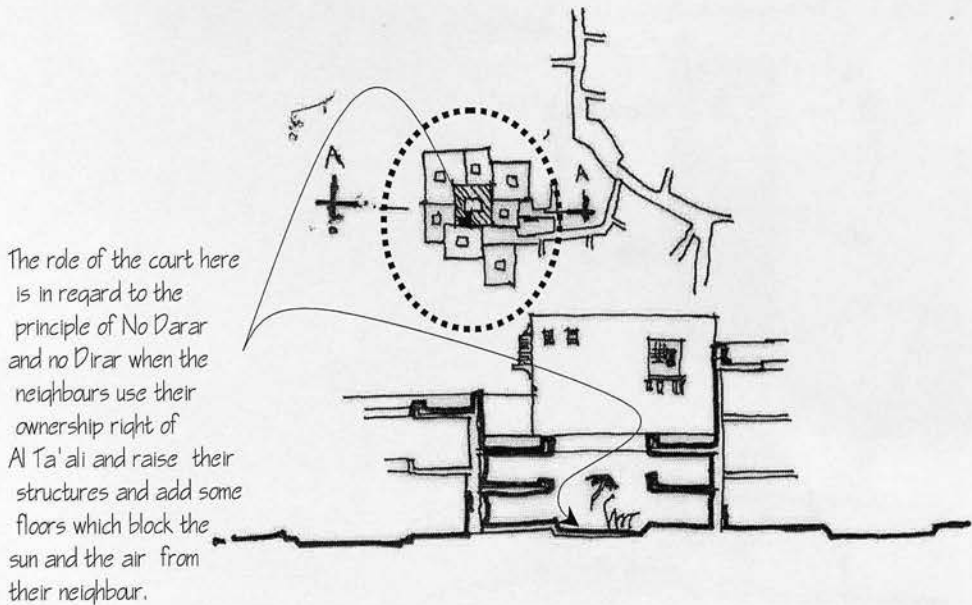 A
A
The role of the court here
is in regard to the
principle of No Darar
and no Dirar when the
neighbours use their
ownership right of
Al Ta'ali and raise their
structures and add some
floors which block the
sun and the air from
their neighbour.